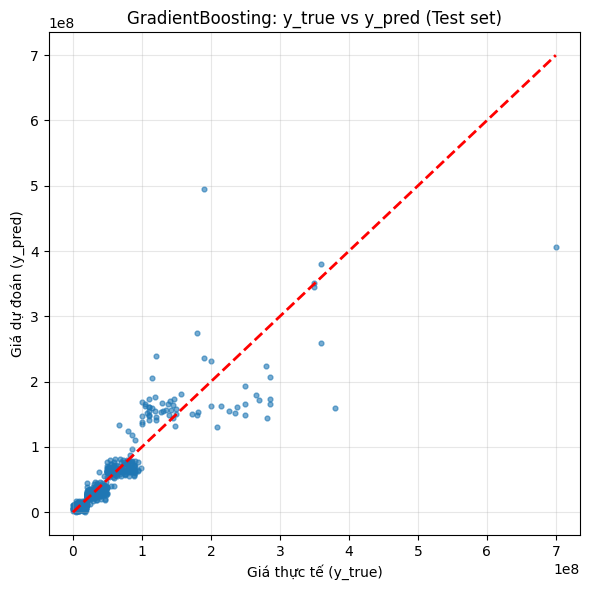 GradientBoosting: y_true vs y_pred (Test set)
1e8
7
6
5
4
3
2
1
0
Giá dự đoán (y_pred)
0 1 2 3 4 5 6 7
1e8
Giá thực tế (y_true)